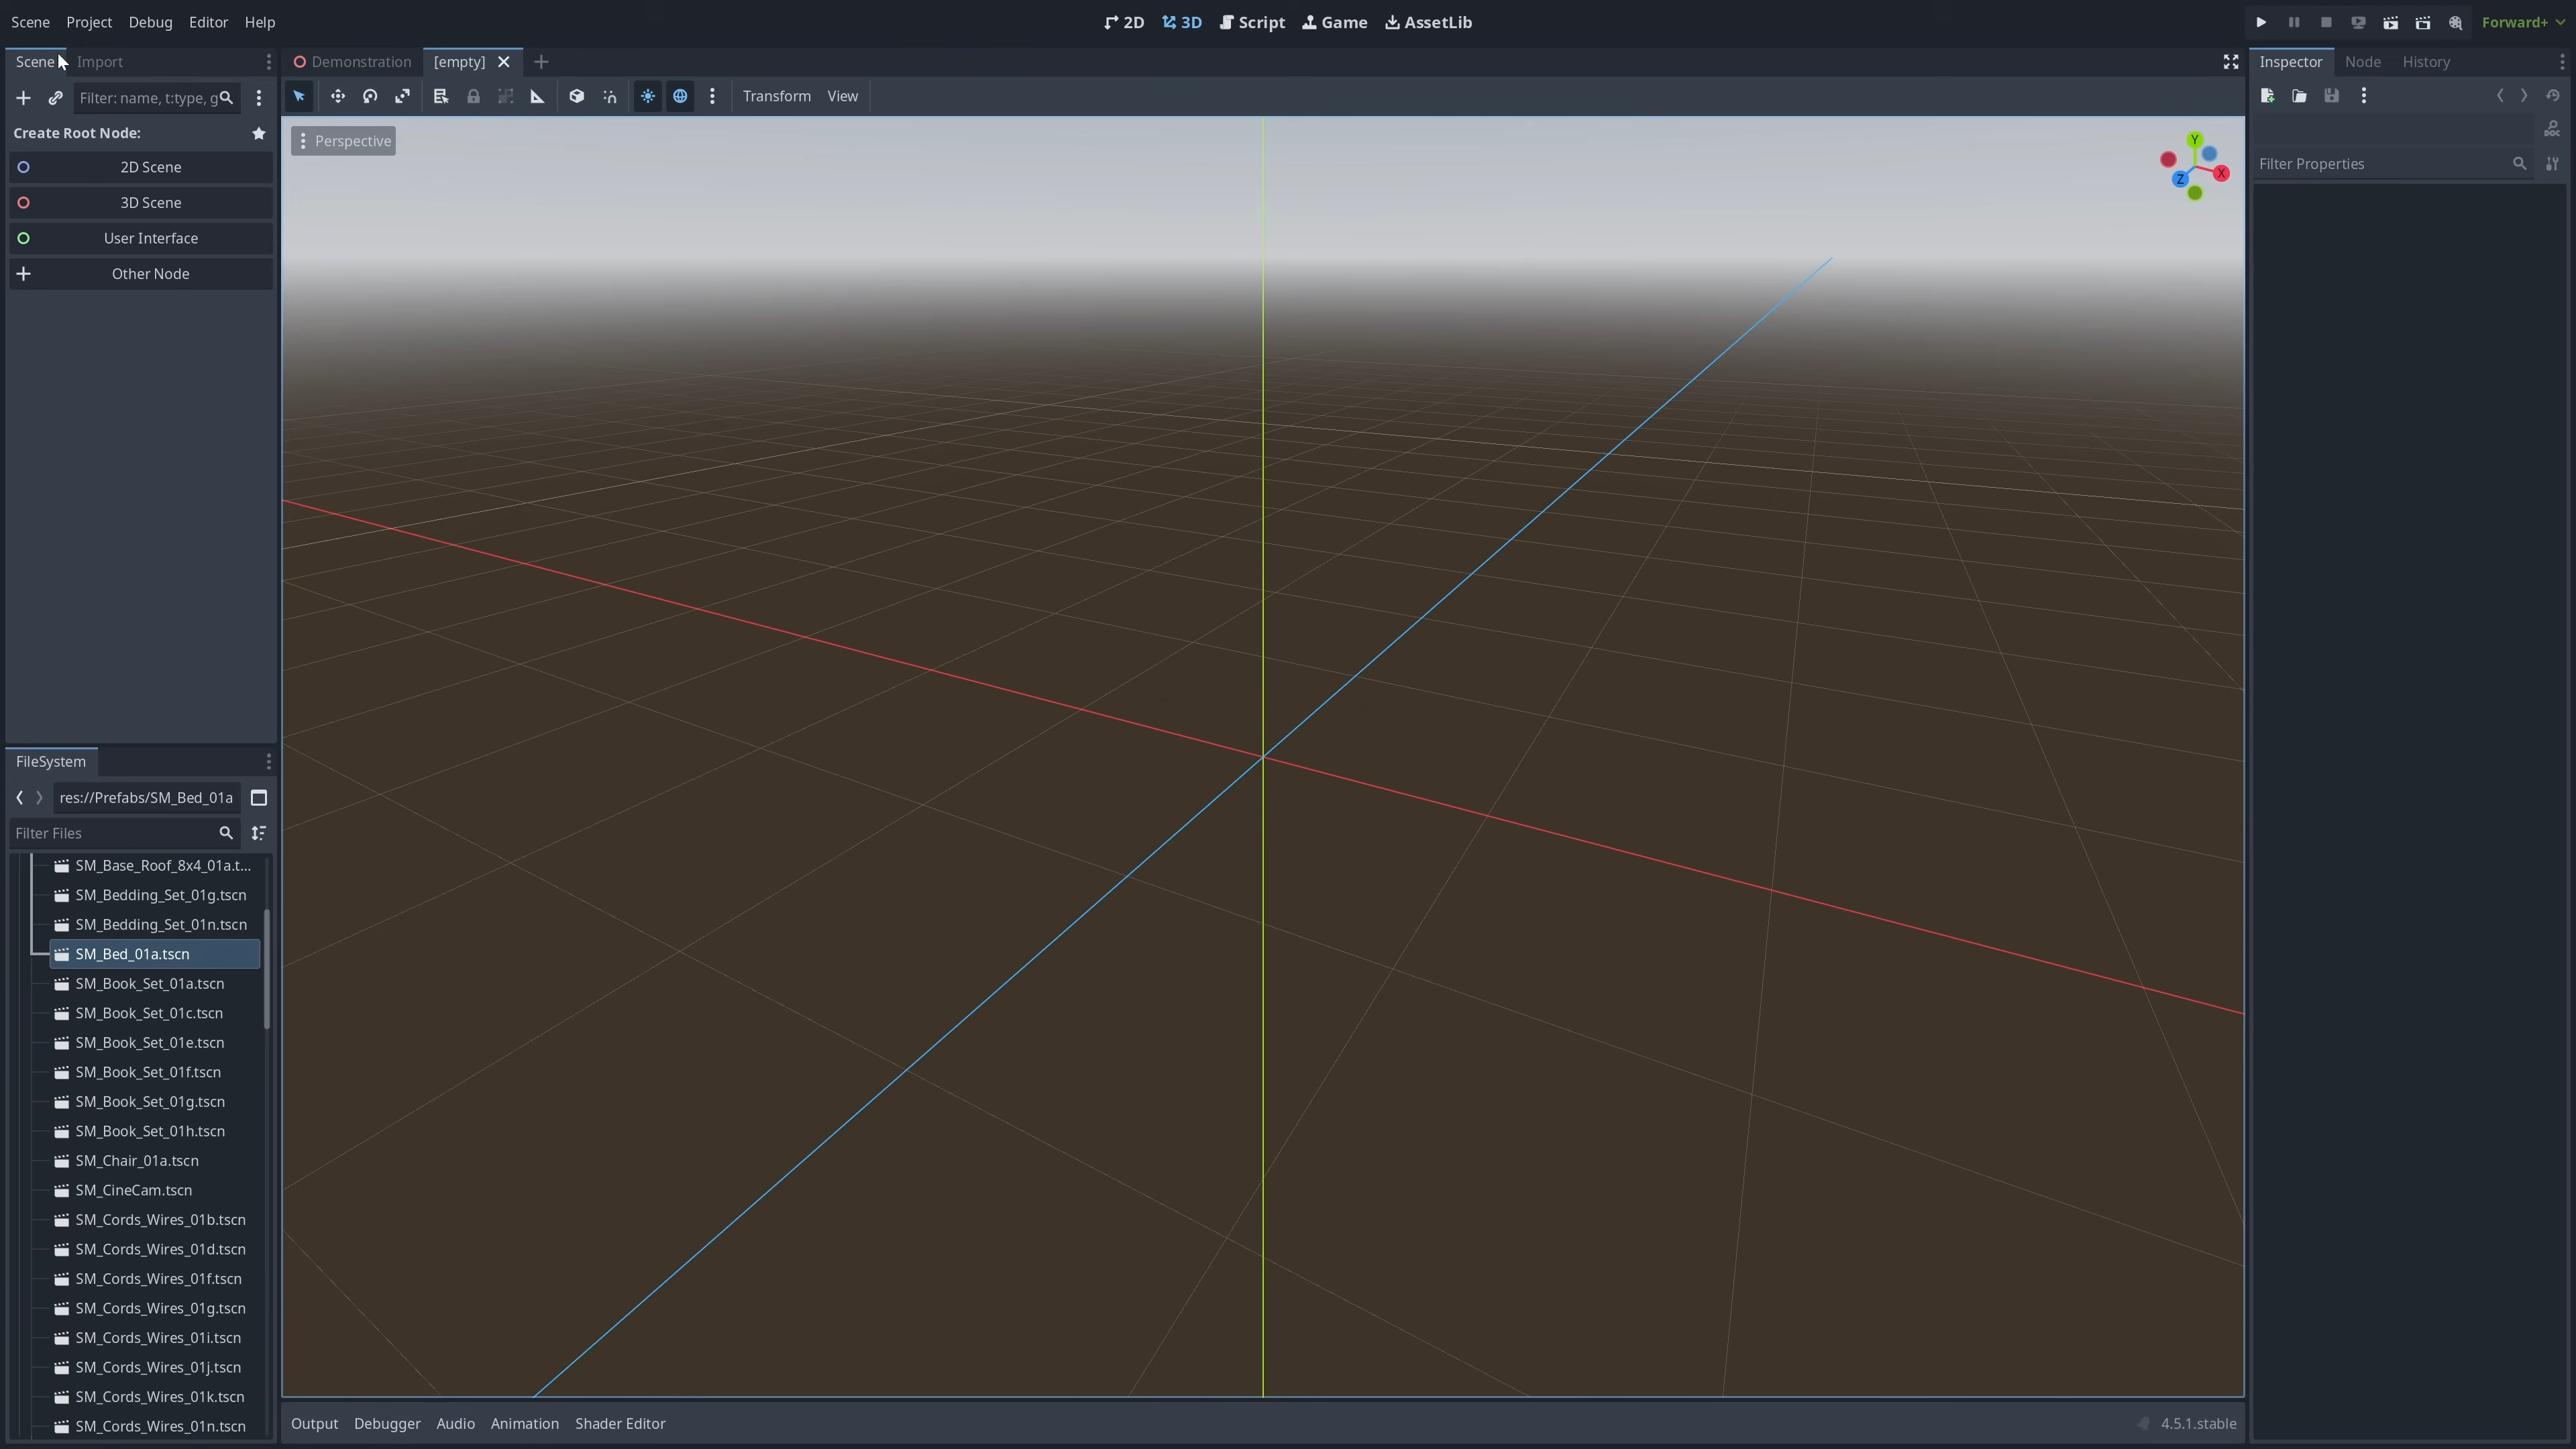 Scene Project Debug Editor Help
2D 3D Script Game AssetLib
Forward+
Scene Import
Demonstration [empty]
Inspector Node History
Filter: name, t:type, g
Transform View
Create Root Node:
Perspective
Y
X
Z
DOC
Filter Properties
2D Scene
3D Scene
User Interface
Other Node
FileSystem
res://Prefabs/SM_Bed_01a
Filter Files
SM_Base_Roof_8x4_01a.t...
SM_Bedding_Set_01g.tscn
SM_Bedding_Set_01n.tscn
SM_Bed_01a.tscn
SM_Book_Set_01a.tscn
SM_Book_Set_01c.tscn
SM_Book_Set_01e.tscn
SM_Book_Set_01f.tscn
SM_Book_Set_01g.tscn
SM_Book_Set_01h.tscn
SM_Chair_01a.tscn
SM_CineCam.tscn
SM_Cords_Wires_01b.tscn
SM_Cords_Wires_01d.tscn
SM_Cords_Wires_01f.tscn
SM_Cords_Wires_01g.tscn
SM_Cords_Wires_01i.tscn
SM_Cords_Wires_01j.tscn
SM_Cords_Wires_01k.tscn
SM_Cords_Wires_01n.tscn
Output Debugger Audio Animation Shader Editor
4.5.1.stable